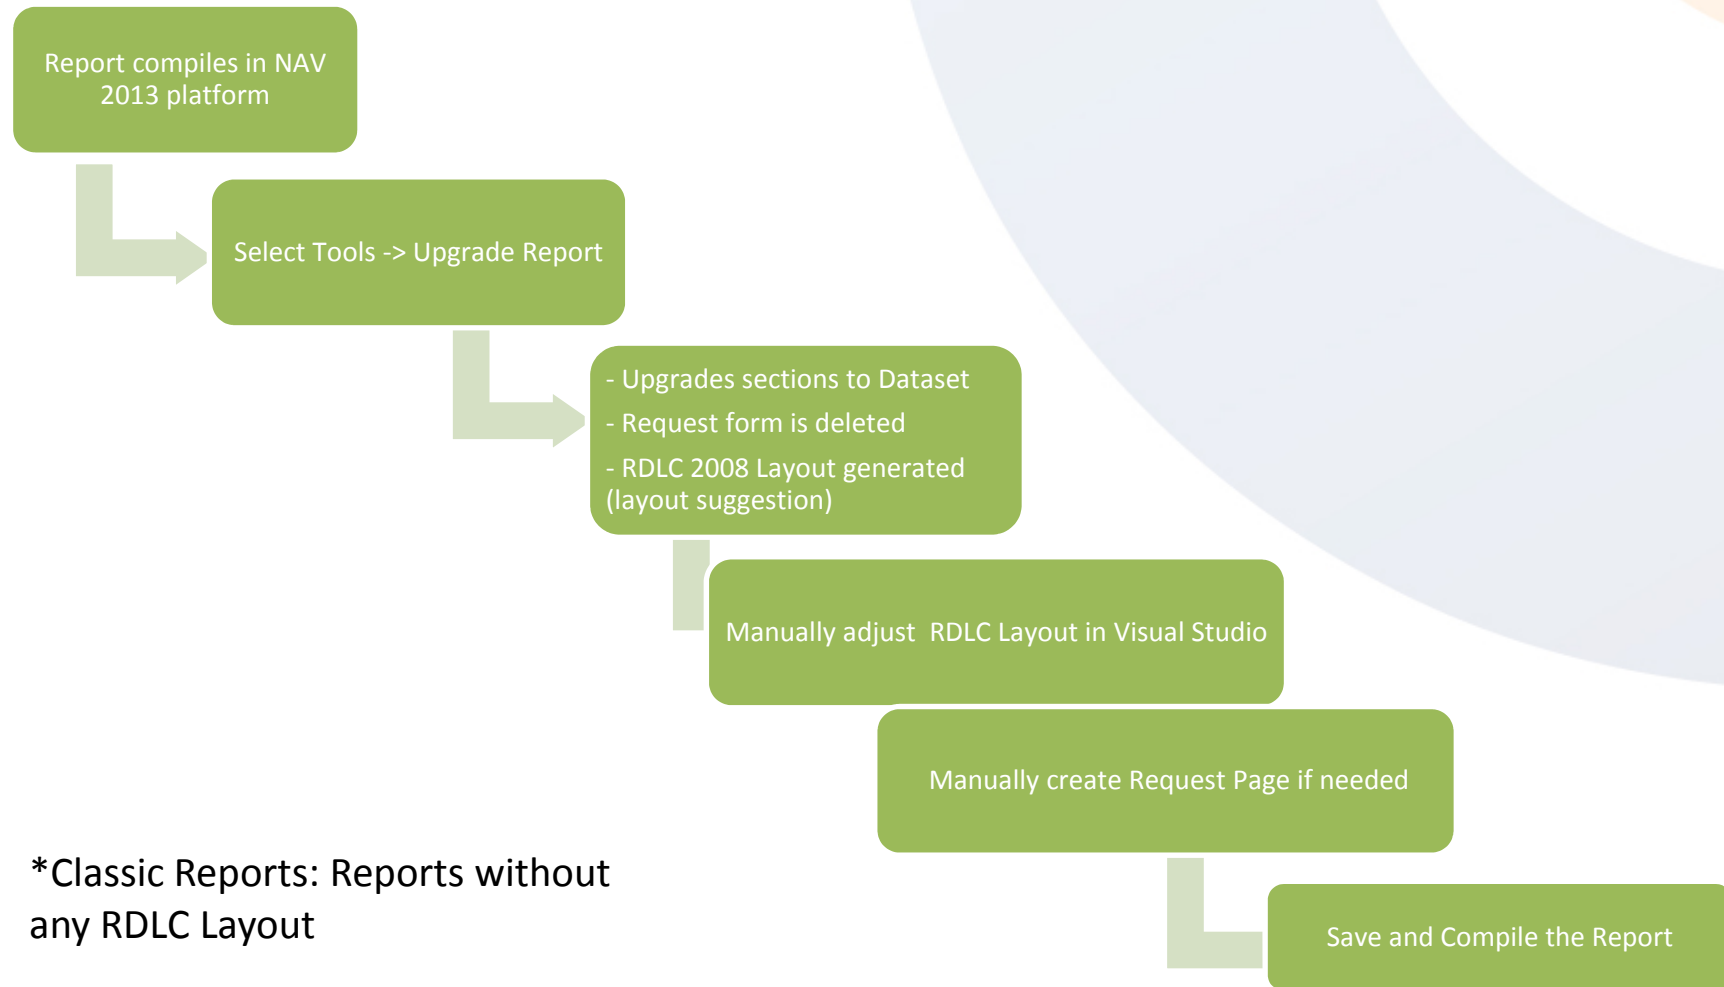 Report compiles in NAV
2013 platform
Select Tools -> Upgrade Report
- Upgrades sections to Dataset
- Request form is deleted
- RDLC 2008 Layout generated
(layout suggestion)
Manually adjust  RDLC Layout in Visual Studio
Manually create Request Page if needed
Save and Compile the Report
*Classic Reports: Reports without
any RDLC Layout